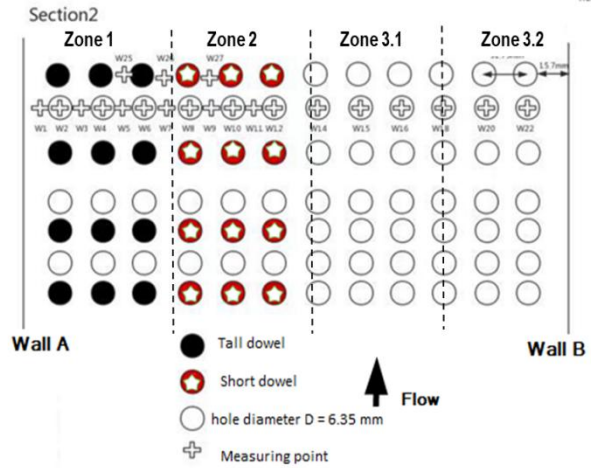 Section2
Zone 1 Zone 2 Zone 3.1 Zone 3.2
W25 W26 W27
15.7mm
W1 W2 W3 W4 W5 W6 W7 W8 W9 W10 W11 W12 W14 W15 W16 W18 W20 W22
Wall A
Wall B
Tall dowel
Short dowel
Flow
hole diameter D = 6.35 mm
Measuring point